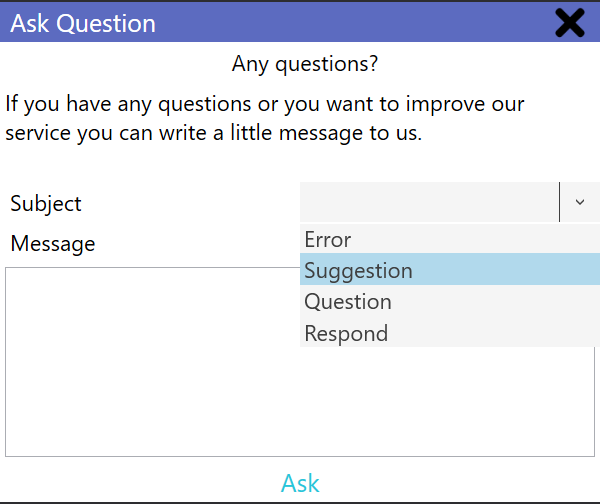 Ask Question
Any questions?
If you have any questions or you want to improve our
service you can write a little message to us.
Subject
Message
Error
Suggestion
Question
Respond
Ask